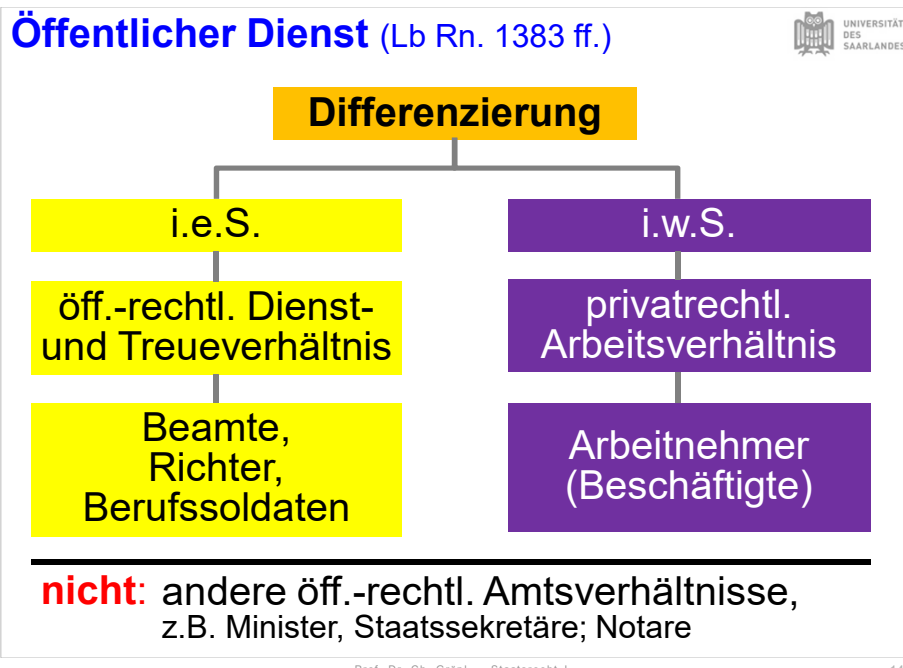 Öffentlicher Dienst (Lb Rn. 1383 ff.)
UNIVERSITÄT
DES
SAARLANDES
Differenzierung
i.e.S.
i.w.S.
öff.-rechtl. Dienst-
und Treueverhältnis
privatrechtl.
Arbeitsverhältnis
Beamte,
Richter,
Berufssoldaten
Arbeitnehmer
(Beschäftigte)
nicht: andere öff.-rechtl. Amtsverhältnisse,
z.B. Minister, Staatssekretäre; Notare